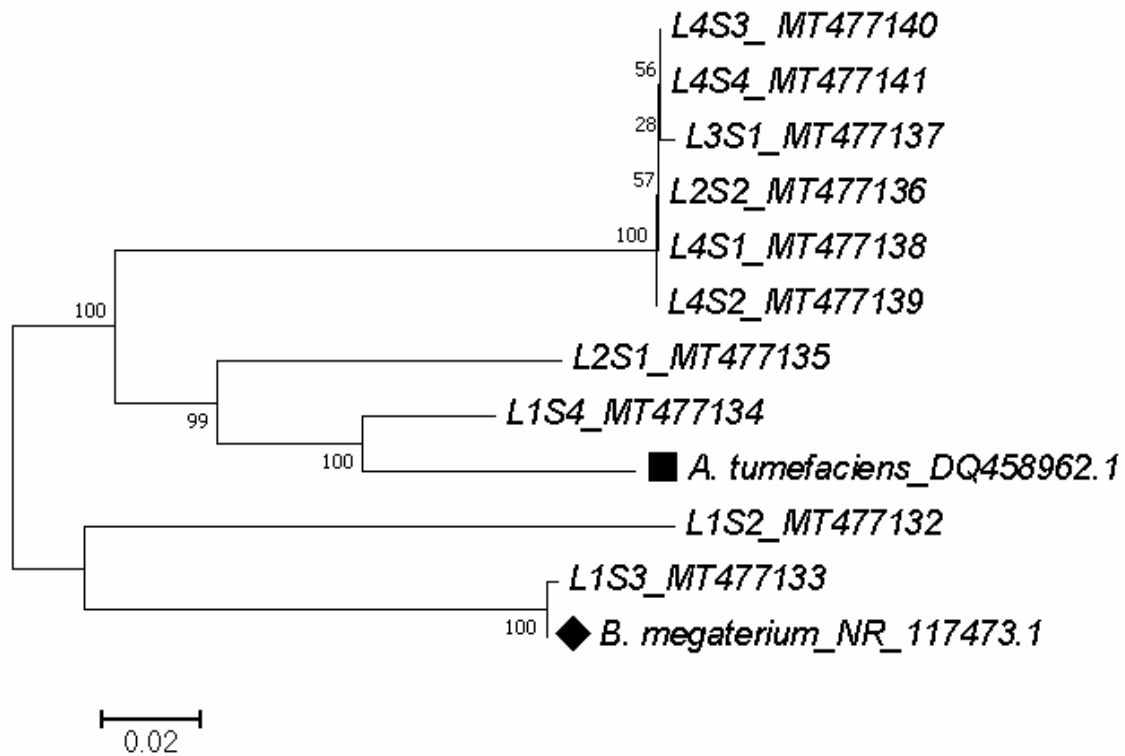 L4S3_ MT477140
56
L4S4_MT477141
28
L3S1_MT477137
57
L2S2_MT477136
100
L4S1_MT477138
L4S2_MT477139
100
L2S1_MT477135
99
L1S4_MT477134
100
A. tumefaciens_DQ458962.1
L1S2_MT477132
L1S3_MT477133
100
B. megaterium_NR_117473.1
0.02